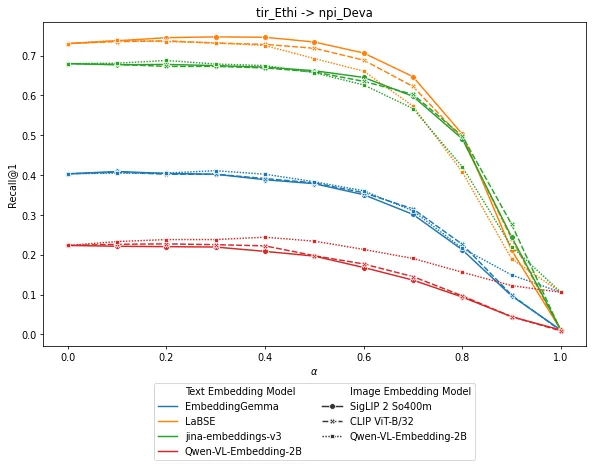 tir_Ethi -> npi_Deva
Recall@1
0.7
0.6
0.5
0.4
0.3
0.2
0.1
0.0
0.0 0.2 0.4 0.6 0.8 1.0
α
Text Embedding Model
EmbeddingGemma
LaBSE
jina-embeddings-v3
Qwen-VL-Embedding-2B
Image Embedding Model
SigLIP 2 So400m
CLIP ViT-B/32
Qwen-VL-Embedding-2B